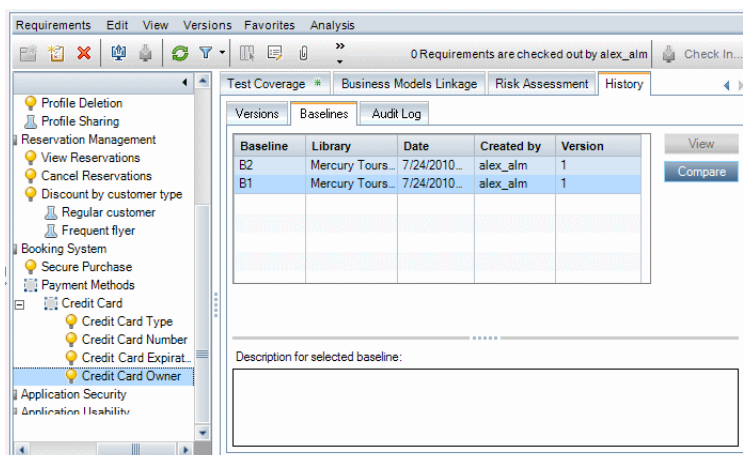 Requirements Edit View Versions Favorites Analysis
» 0 Requirements are checked out by alex_alm Check In...
Test Coverage * Business Models Linkage Risk Assessment History
Versions Baselines Audit Log
Profile Deletion
Profile Sharing
Reservation Management
View Reservations
Cancel Reservations
Discount by customer type
Regular customer
Frequent flyer
Booking System
Secure Purchase
Payment Methods
Credit Card
Credit Card Type
Credit Card Number
Credit Card Expirat..
Credit Card Owner
Application Security
Application Usability
Baseline Library Date Created by Version
B2 Mercury Tours... 7/24/2010... alex_alm 1
B1 Mercury Tours... 7/24/2010... alex_alm 1
View
Compare
Description for selected baseline: